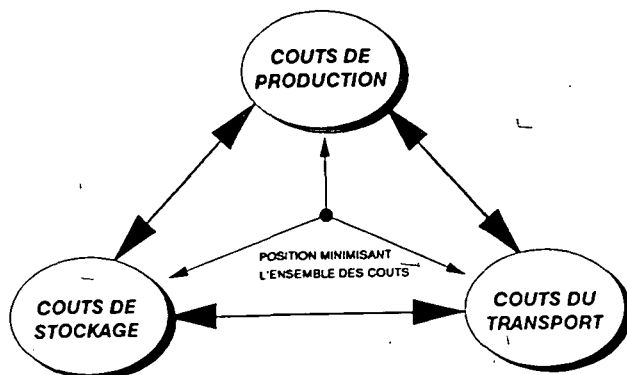 COUTS DE
PRODUCTION
POSITION MINIMISANT
L'ENSEMBLE DES COUTS
COUTS DE
STOCKAGE
COUTS DU
TRANSPORT